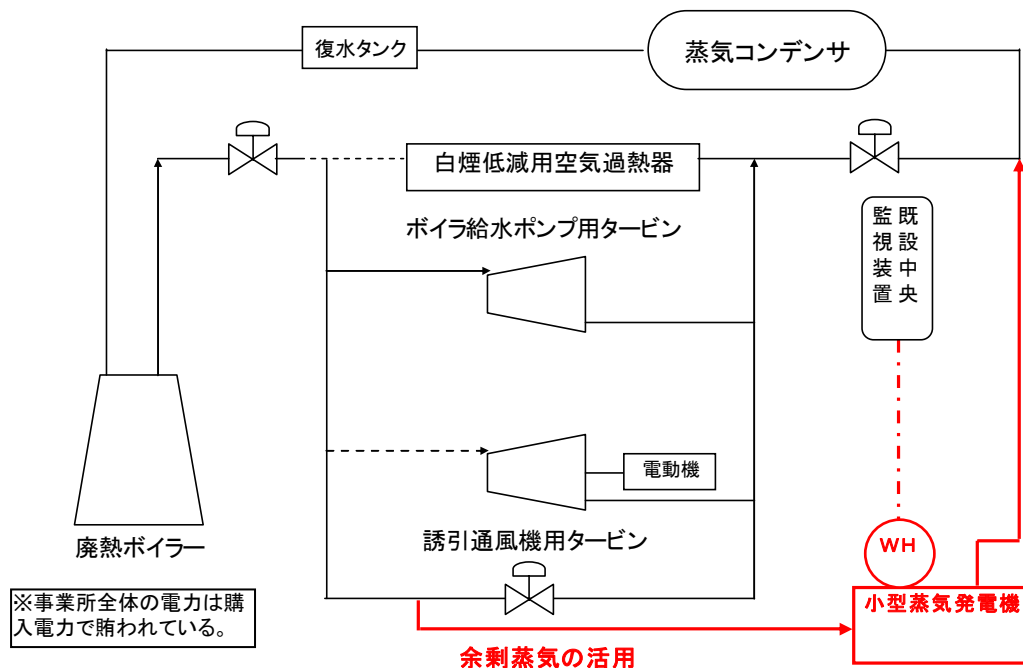 復水タンク
蒸気コンデンサ
白煙低減用空気過熱器
ボイラ給水ポンプ用タービン
既設中央
監視装置
電動機
誘引通風機用タービン
廃熱ボイラー
WH
小型蒸気発電機
※事業所全体の電力は購
入電力で賄われている。
余剰蒸気の活用